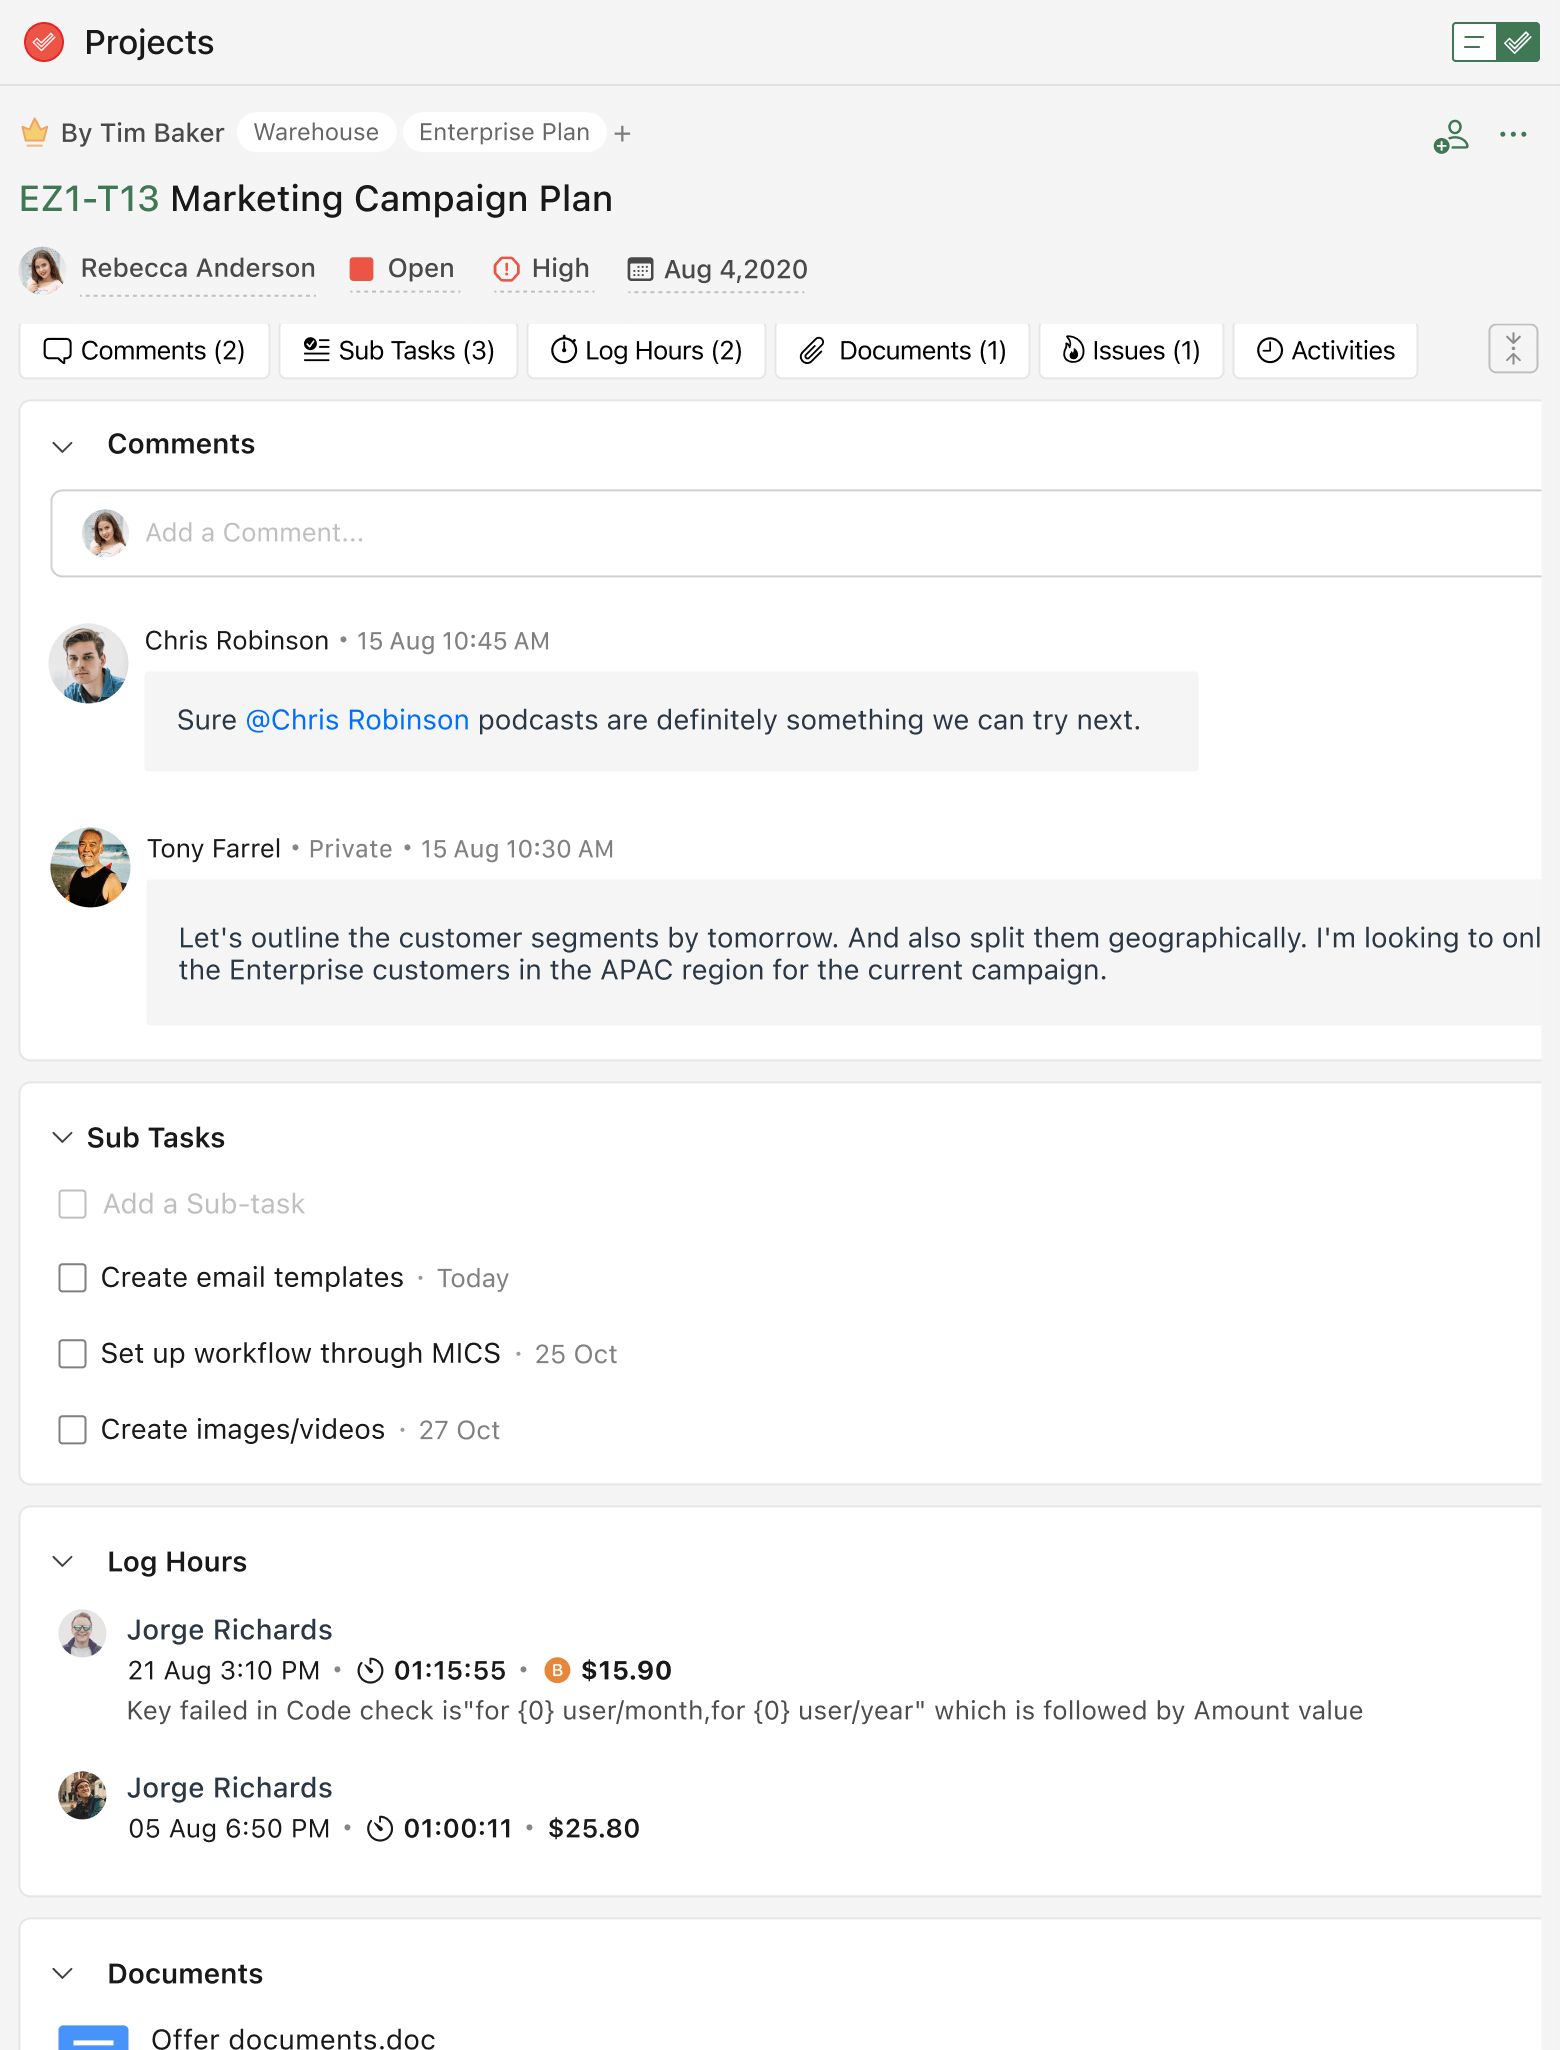 Projects
By Tim Baker Warehouse Enterprise Plan +
EZ1-T13 Marketing Campaign Plan
Rebecca Anderson Open High Aug 4,2020
Comments (2) Sub Tasks (3) Log Hours (2) Documents (1) Issues (1) Activities
Comments
Add a Comment...
Chris Robinson • 15 Aug 10:45 AM
Sure @Chris Robinson podcasts are definitely something we can try next.
Tony Farrel • Private • 15 Aug 10:30 AM
Let's outline the customer segments by tomorrow. And also split them geographically. I'm looking to onl
the Enterprise customers in the APAC region for the current campaign.
Sub Tasks
Add a Sub-task
Create email templates · Today
Set up workflow through MICS · 25 Oct
Create images/videos · 27 Oct
Log Hours
Jorge Richards
21 Aug 3:10 PM • 01:15:55 • B $15.90
Key failed in Code check is"for {0} user/month,for {0} user/year" which is followed by Amount value
Jorge Richards
05 Aug 6:50 PM • 01:00:11 • $25.80
Documents
Offer documents.doc